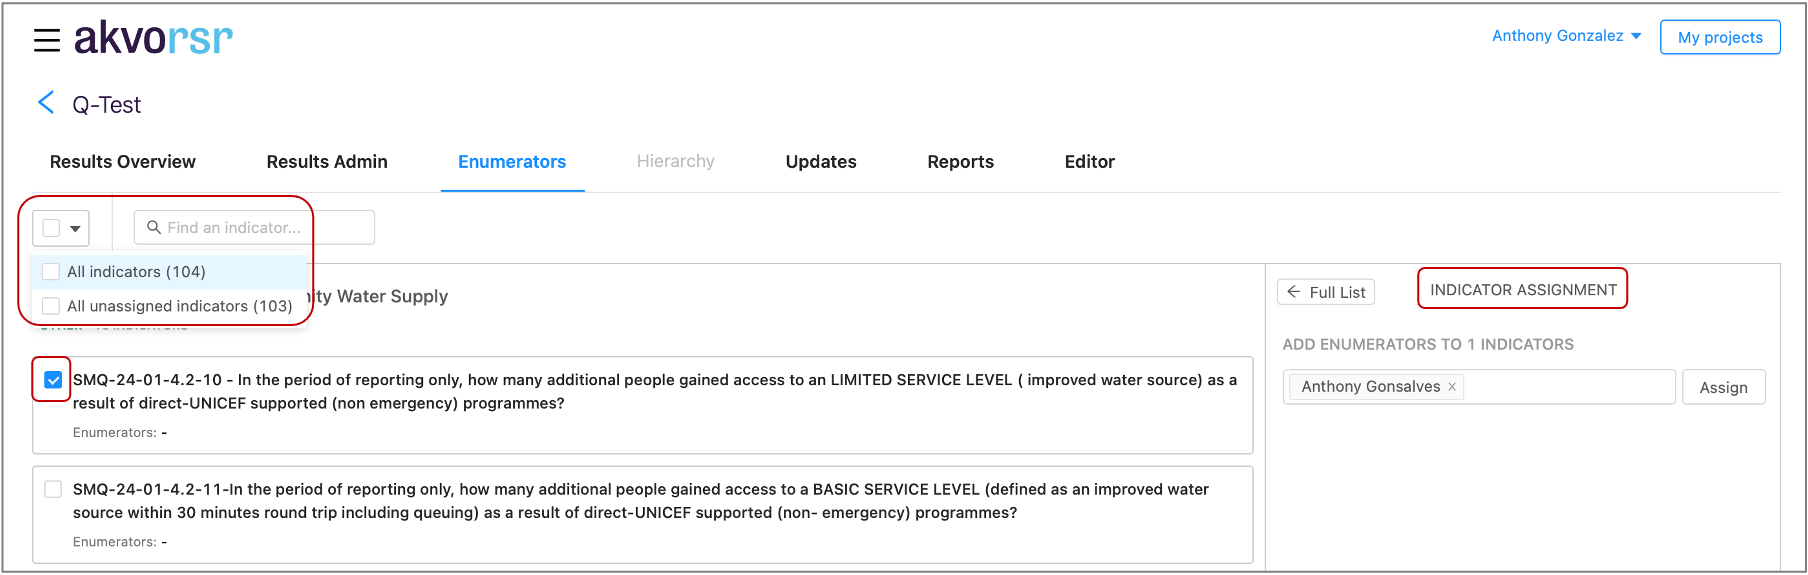 akvorsr
Anthony Gonzalez
My projects
Q-Test
Results Overview
Results Admin
Enumerators
Hierarchy
Updates
Reports
Editor
Find an indicator...
All indicators (104)
All unassigned indicators (103)
Water Supply
SMQ-24-01-4.2-10 - In the period of reporting only, how many additional people gained access to an LIMITED SERVICE LEVEL ( improved water source) as a
result of direct-UNICEF supported (non emergency) programmes?
Enumerators: -
SMQ-24-01-4.2-11-In the period of reporting only, how many additional people gained access to a BASIC SERVICE LEVEL (defined as an improved water
source within 30 minutes round trip including queuing) as a result of direct-UNICEF supported (non- emergency) programmes?
Enumerators: -
Full List
INDICATOR ASSIGNMENT
ADD ENUMERATORS TO 1 INDICATORS
Anthony Gonsalves ×
Assign